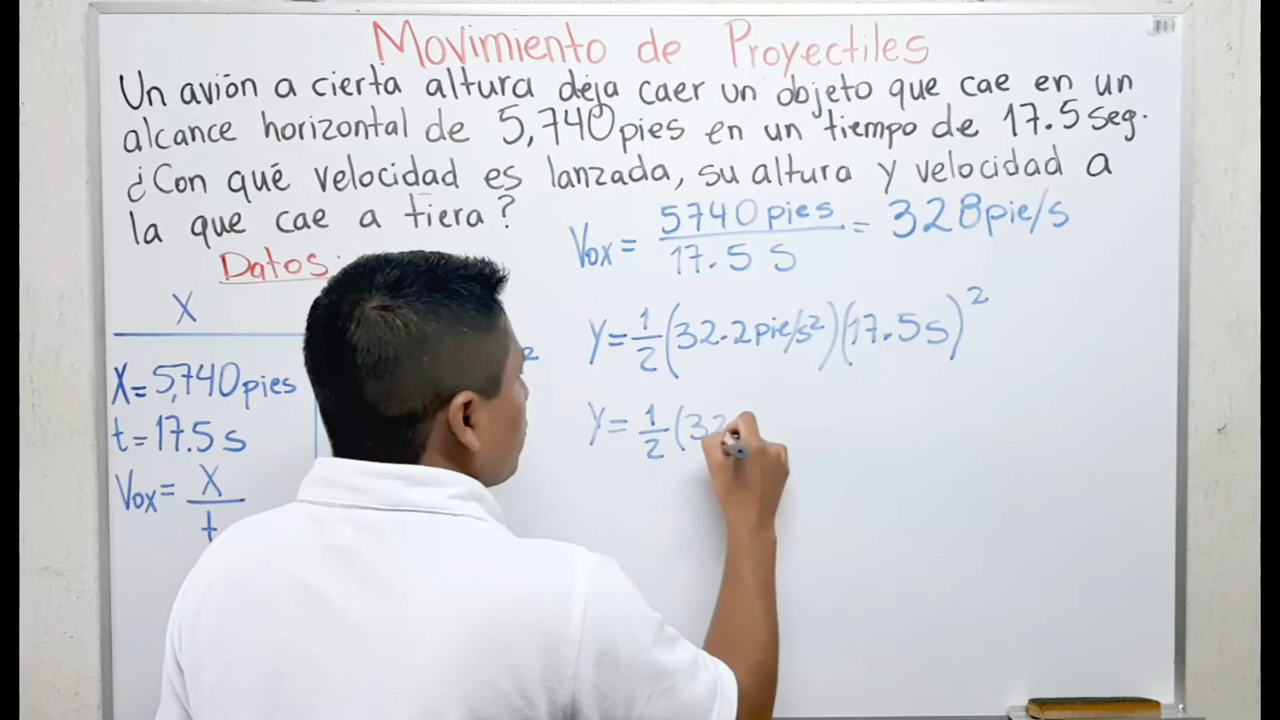 Movimiento de Proyectiles
Un avión a cierta altura deja caer un objeto que cae en un
alcance horizontal de 5,740 pies en un tiempo de 17.5 seg.
¿Con qué velocidad es lanzada, su altura y velocidad a
la que cae a tiera?
Datos:
X
X=5,740 pies
t=17.5 s
Vox= X/t
2
Vox= 5740 pies/17.5 s = 328 pie/s
Y=1/2(32.2 pie/s²)(17.5 s)²
Y=1/2(32